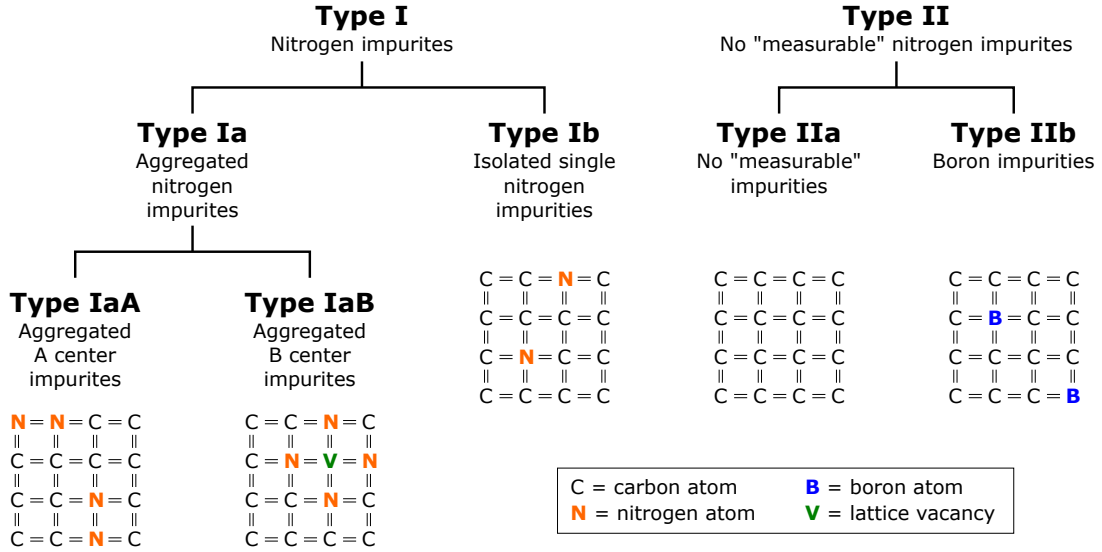 Type I
Nitrogen impurites
Type II
No "measurable" nitrogen impurites
Type Ia
Aggregated
nitrogen
impurites
Type Ib
Isolated single
nitrogen
impurities
Type IIa
No "measurable"
impurities
Type IIb
Boron impurities
Type IaA
Aggregated
A center
impurites
Type IaB
Aggregated
B center
impurites
N = N = C = C
C = C = C = C
C = C = N = C
C = C = N = C
C = C = N = C
C = N = V = N
C = C = N = C
C = C = C = C
C = C = N = C
C = C = C = C
C = N = C = C
C = C = C = C
C = C = C = C
C = C = C = C
C = C = C = C
C = C = C = C
C = C = C = C
C = B = C = C
C = C = C = C
C = C = C = B
C = carbon atom
N = nitrogen atom
B = boron atom
V = lattice vacancy